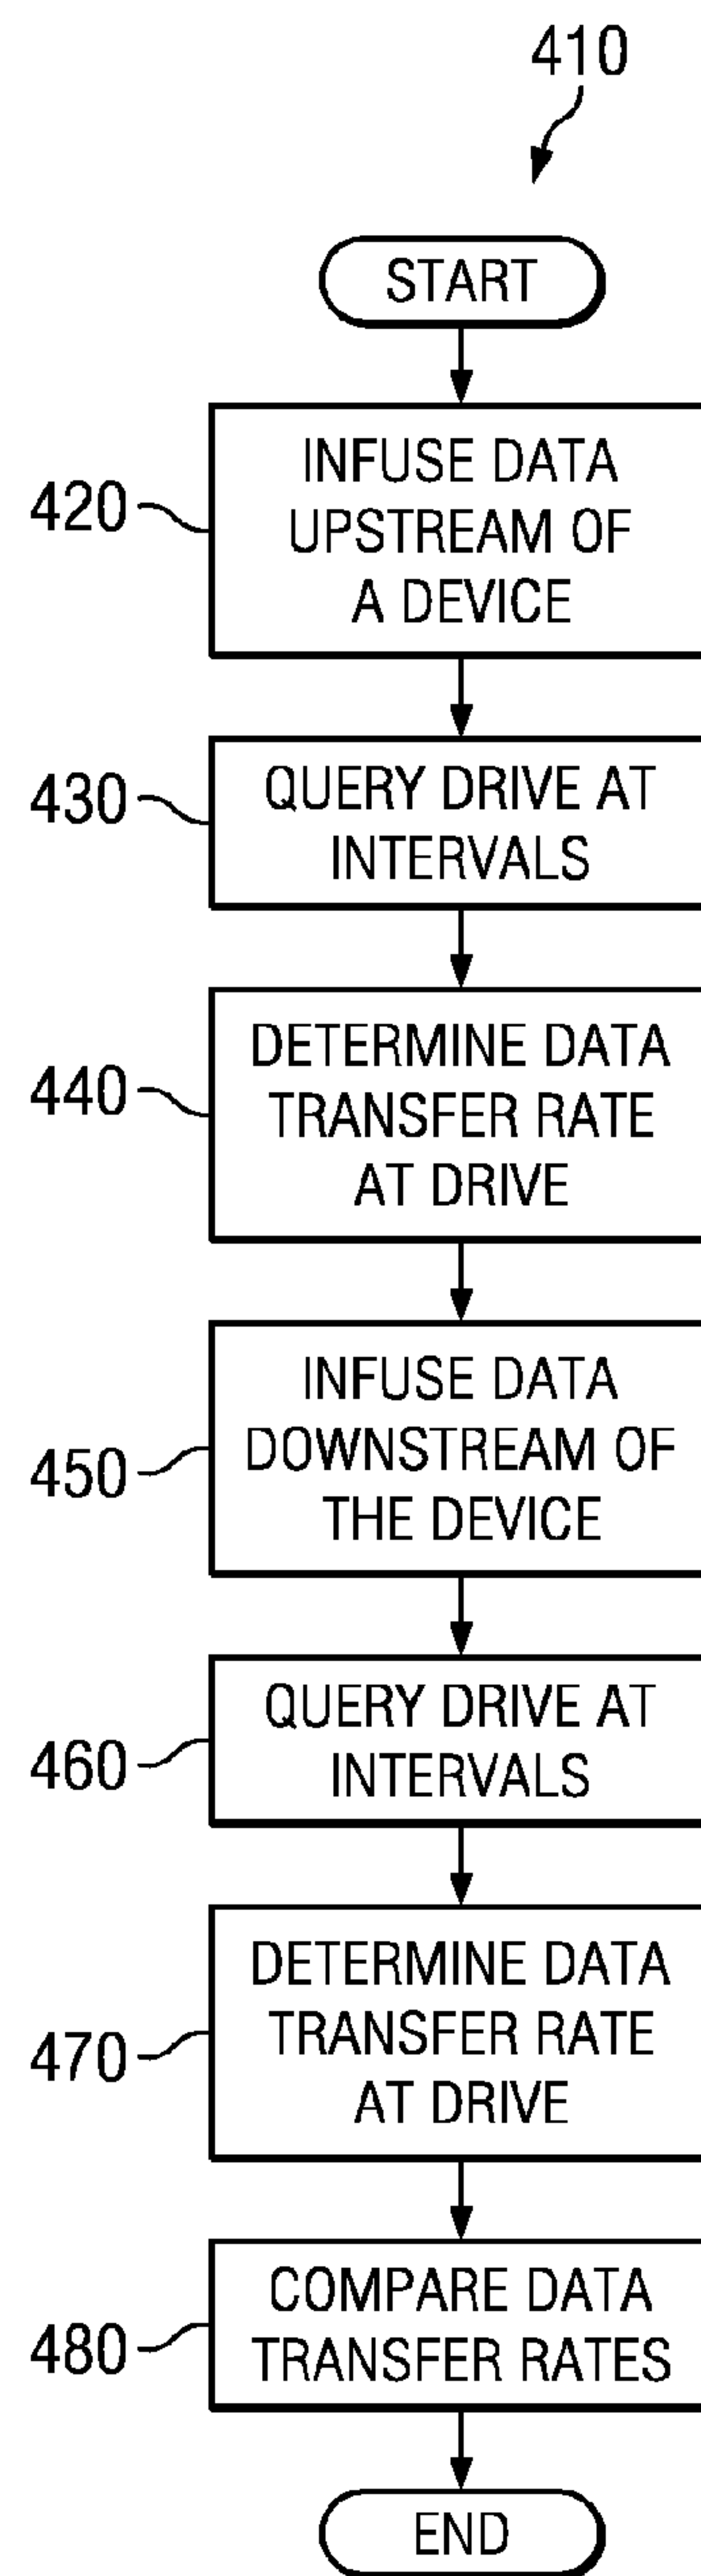 410
START
420
INFUSE DATA
UPSTREAM OF
A DEVICE
430
QUERY DRIVE AT
INTERVALS
440
DETERMINE DATA
TRANSFER RATE
AT DRIVE
450
INFUSE DATA
DOWNSTREAM OF
THE DEVICE
460
QUERY DRIVE AT
INTERVALS
470
DETERMINE DATA
TRANSFER RATE
AT DRIVE
480
COMPARE DATA
TRANSFER RATES
END